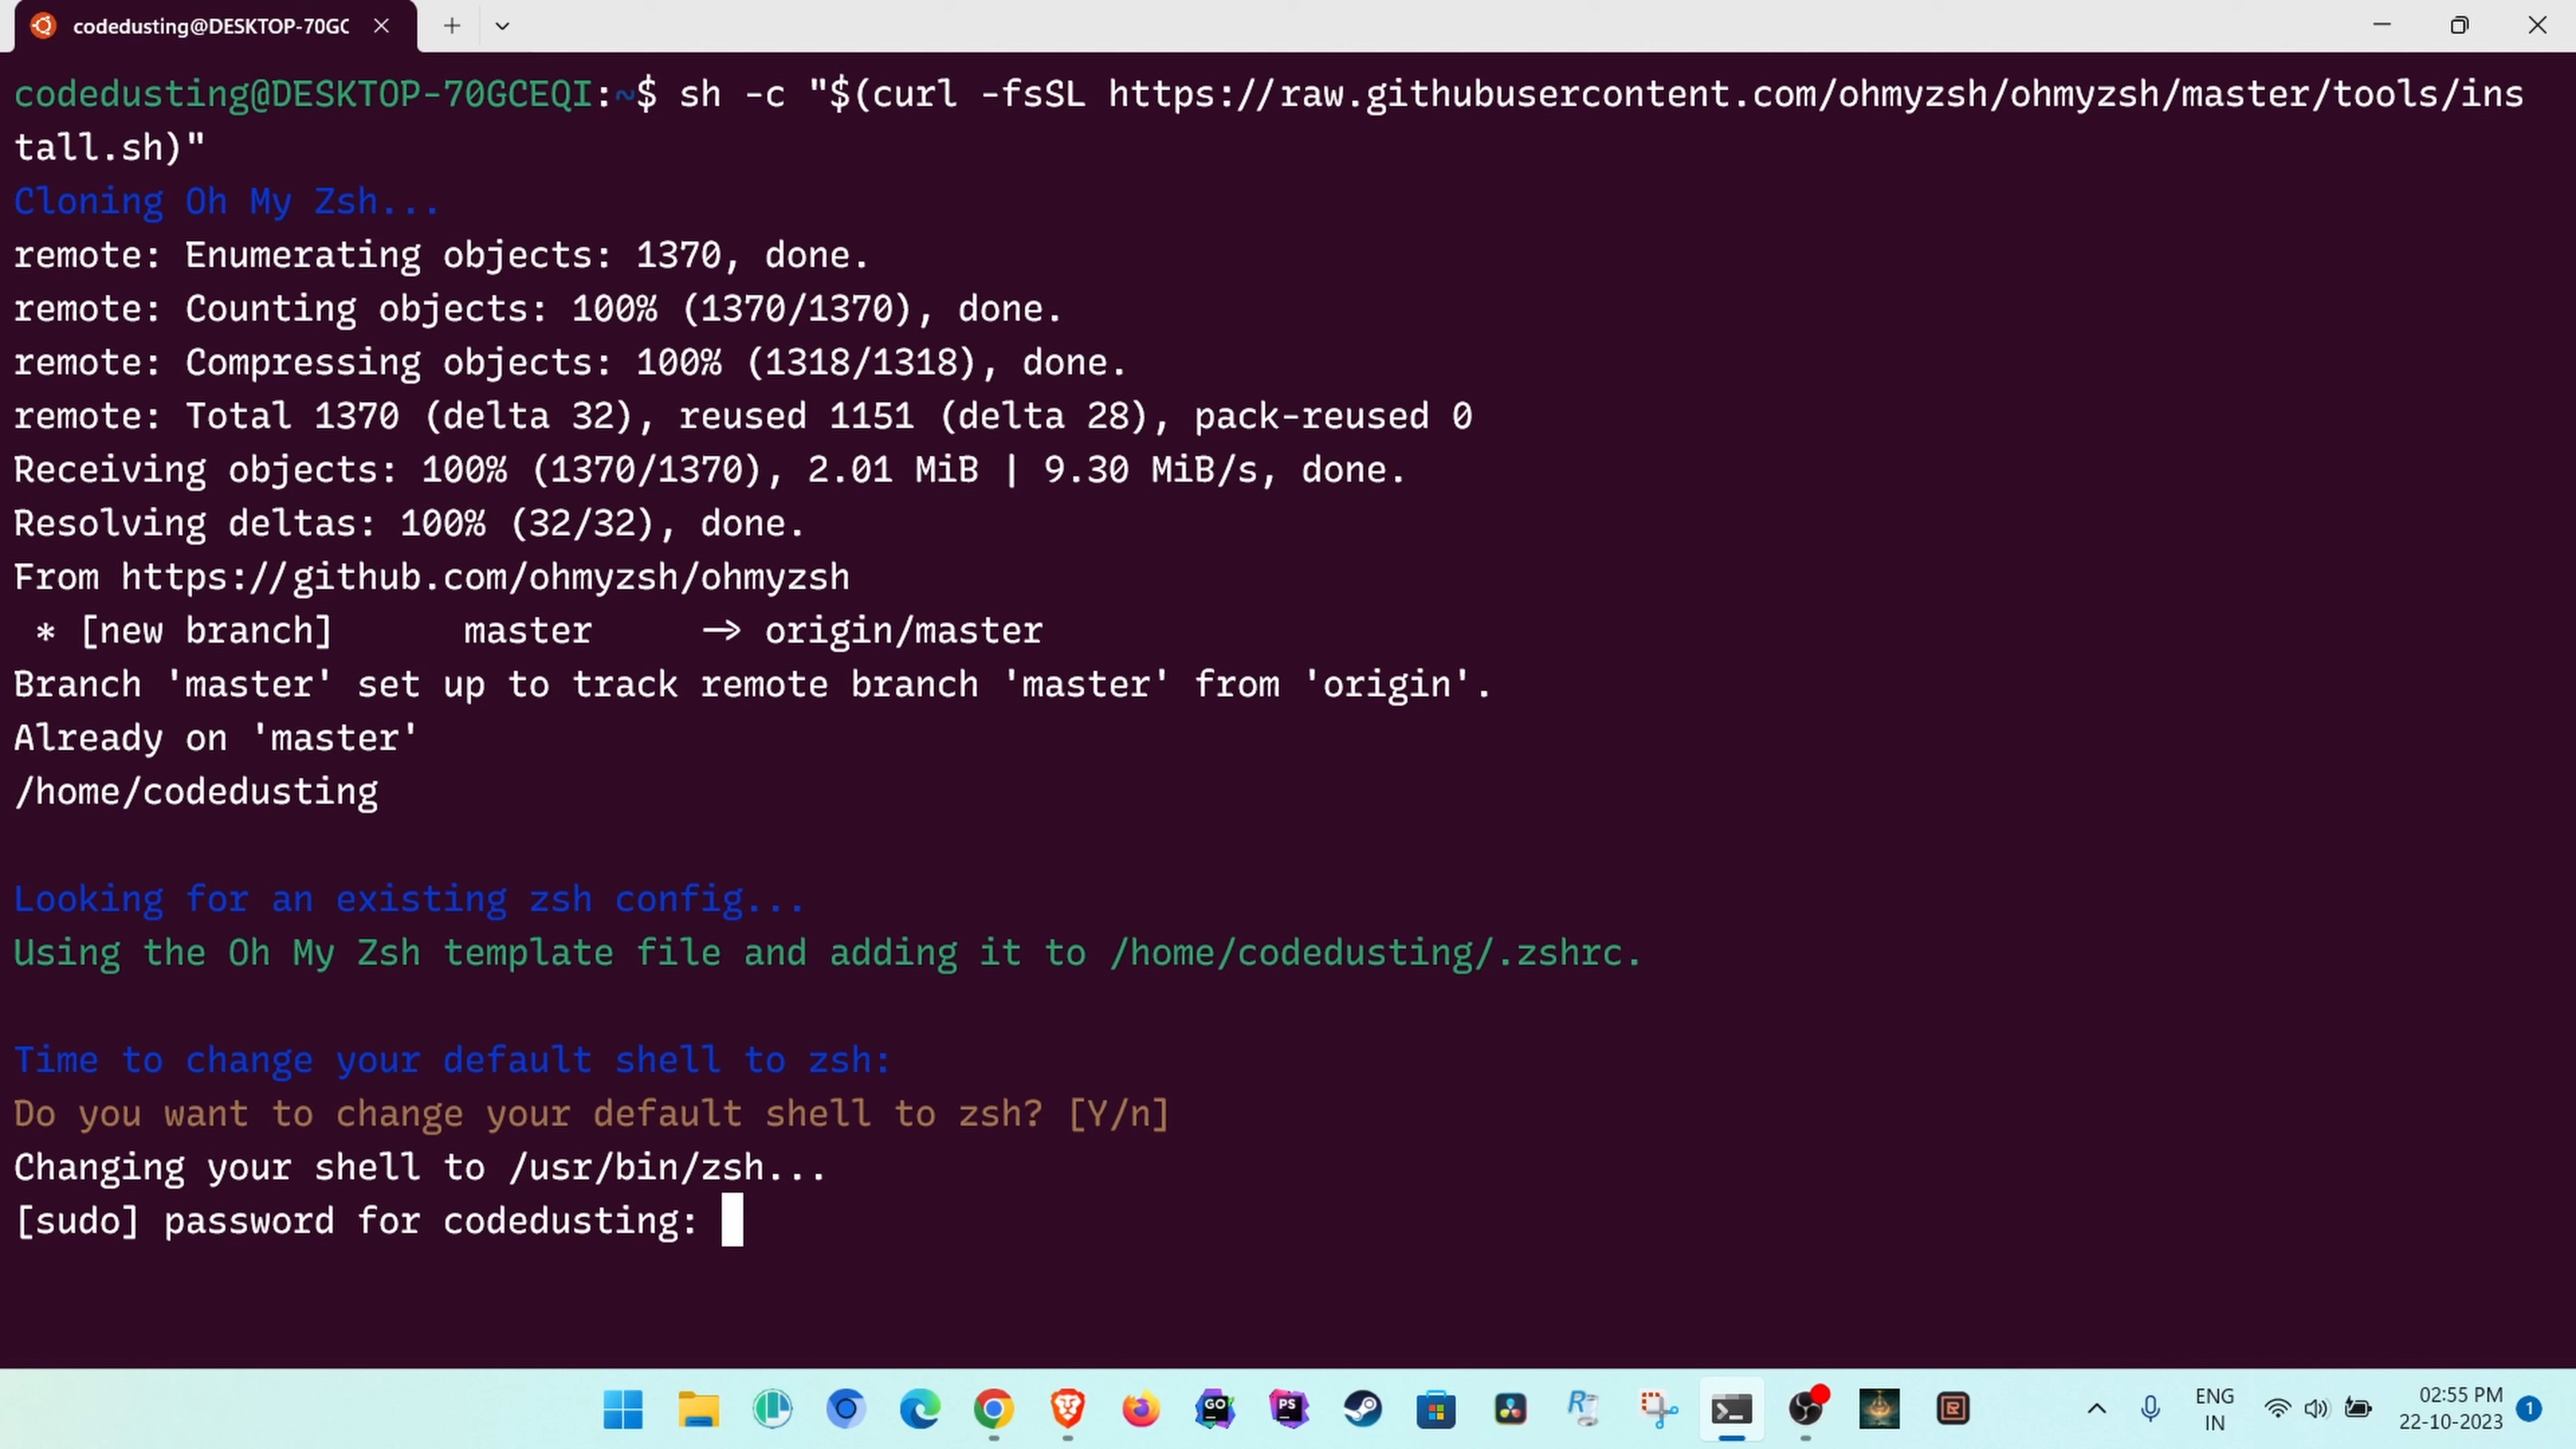 codedusting@DESKTOP-70GC
codedusting@DESKTOP-70GCEQI:~$ sh -c "$(curl -fsSL https://raw.githubusercontent.com/ohmyzsh/ohmyzsh/master/tools/ins
tall.sh)"
Cloning Oh My Zsh...
remote: Enumerating objects: 1370, done.
remote: Counting objects: 100% (1370/1370), done.
remote: Compressing objects: 100% (1318/1318), done.
remote: Total 1370 (delta 32), reused 1151 (delta 28), pack-reused 0
Receiving objects: 100% (1370/1370), 2.01 MiB | 9.30 MiB/s, done.
Resolving deltas: 100% (32/32), done.
From https://github.com/ohmyzsh/ohmyzsh
 * [new branch]      master     -> origin/master
Branch 'master' set up to track remote branch 'master' from 'origin'.
Already on 'master'
/home/codedusting
Looking for an existing zsh config...
Using the Oh My Zsh template file and adding it to /home/codedusting/.zshrc.
Time to change your default shell to zsh:
Do you want to change your default shell to zsh? [Y/n]
Changing your shell to /usr/bin/zsh...
[sudo] password for codedusting:
GO
PS
R
ENG
IN
02:55 PM
22-10-2023
1